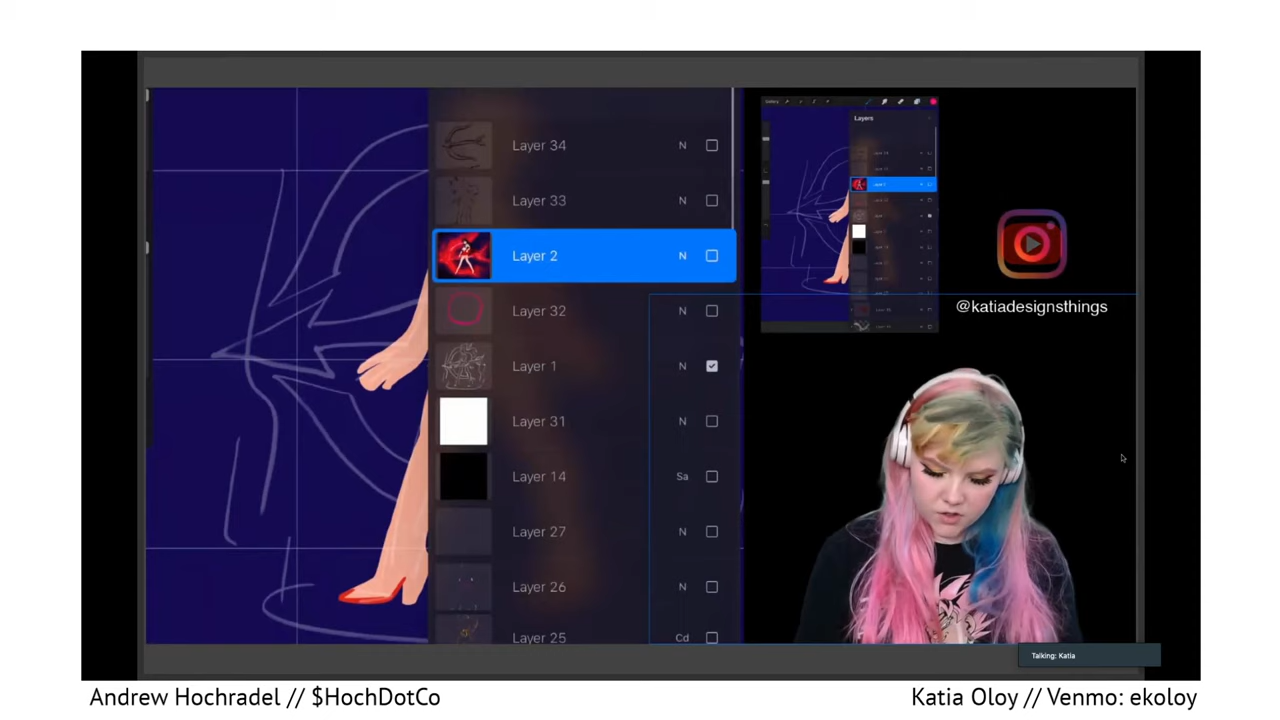 Layer 34 N
Layer 33 N
Layer 2 N
Layer 32 N
Layer 1 N
Layer 31 N
Layer 14 Sa
Layer 27 N
Layer 26 N
Layer 25 Cd
Layers
@katiadesignsthings
Talking: Katia
Andrew Hochradel // $HochDotCo
Katia Oloy // Venmo: ekoloy